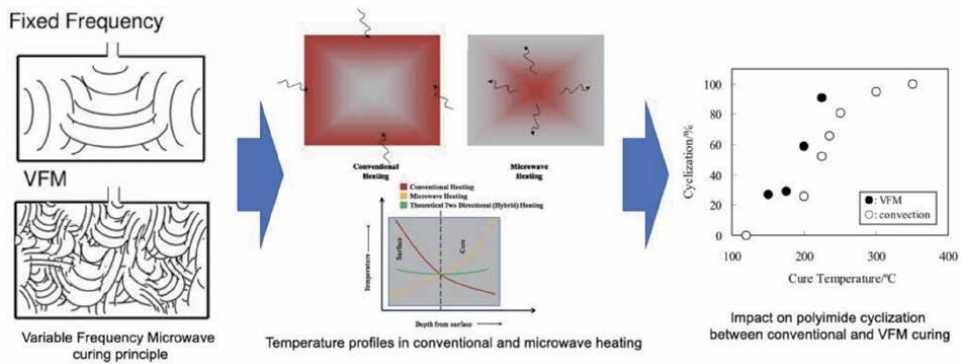 Fixed Frequency
VFM
Variable Frequency Microwave
curing principle
Conventional
Heating
Microwave
Heating
Conventional Heating
Microwave Heating
Theoretical Two Directional (Hybrid) Heating
Temperature
Surface
Core
Depth from surface
Temperature profiles in conventional and microwave heating
Cyclization/%
100
80
60
40
20
0
● : VFM
○ : convection
100 200 300 400
Cure Temperature/ºC
Impact on polyimide cyclization
between conventional and VFM curing